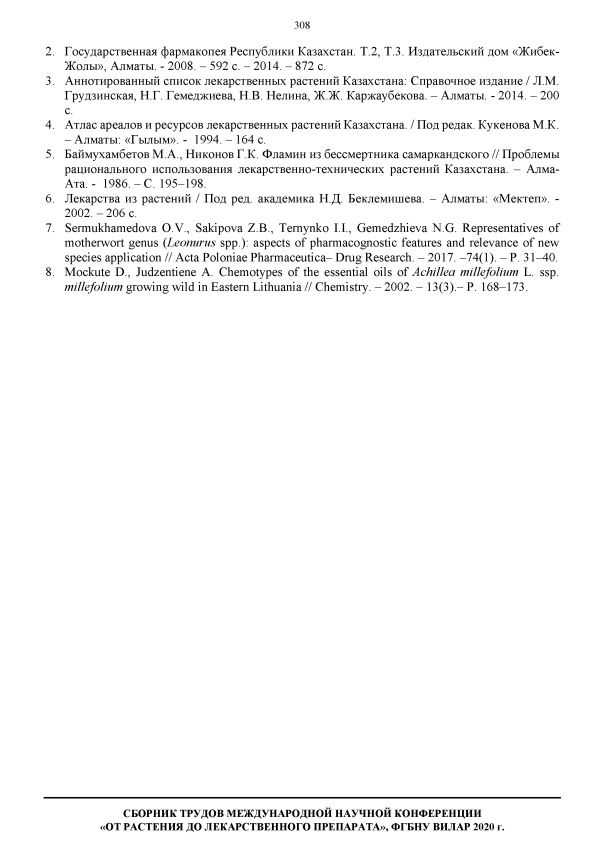 308
2. Государственная фармакопея Республики Казахстан. Т.2, Т.3. Издательский дом «Жибек-
Жолы», Алматы. - 2008. – 592 с. – 2014. – 872 с.
3. Аннотированный список лекарственных растений Казахстана: Справочное издание / Л.М.
Грудзинская, Н.Г. Гемеджиева, Н.В. Нелина, Ж.Ж. Каржаубекова. – Алматы. - 2014. – 200
с.
4. Атлас ареалов и ресурсов лекарственных растений Казахстана. / Под редак. Кукенова М.К.
– Алматы: «Гылым». - 1994. – 164 с.
5. Баймухамбетов М.А., Никонов Г.К. Фламин из бессмертника самаркандского // Проблемы
рационального использования лекарственно-технических растений Казахстана. – Алма-
Ата. - 1986. – С. 195–198.
6. Лекарства из растений / Под ред. академика Н.Д. Беклемишева. – Алматы: «Мектеп». -
2002. – 206 с.
7. Sermukhamedova O.V., Sakipova Z.B., Ternynko I.I., Gemedzhieva N.G. Representatives of
motherwort genus (Leonurus spp.): aspects of pharmacognostic features and relevance of new
species application // Acta Poloniae Pharmaceutica– Drug Research. – 2017. –74(1). – P. 31–40.
8. Mockute D., Judzentiene A. Chemotypes of the essential oils of Achillea millefolium L. ssp.
millefolium growing wild in Eastern Lithuania // Chemistry. – 2002. – 13(3).– P. 168–173.
СБОРНИК ТРУДОВ МЕЖДУНАРОДНОЙ НАУЧНОЙ КОНФЕРЕНЦИИ
«ОТ РАСТЕНИЯ ДО ЛЕКАРСТВЕННОГО ПРЕПАРАТА», ФГБНУ ВИЛАР 2020 г.